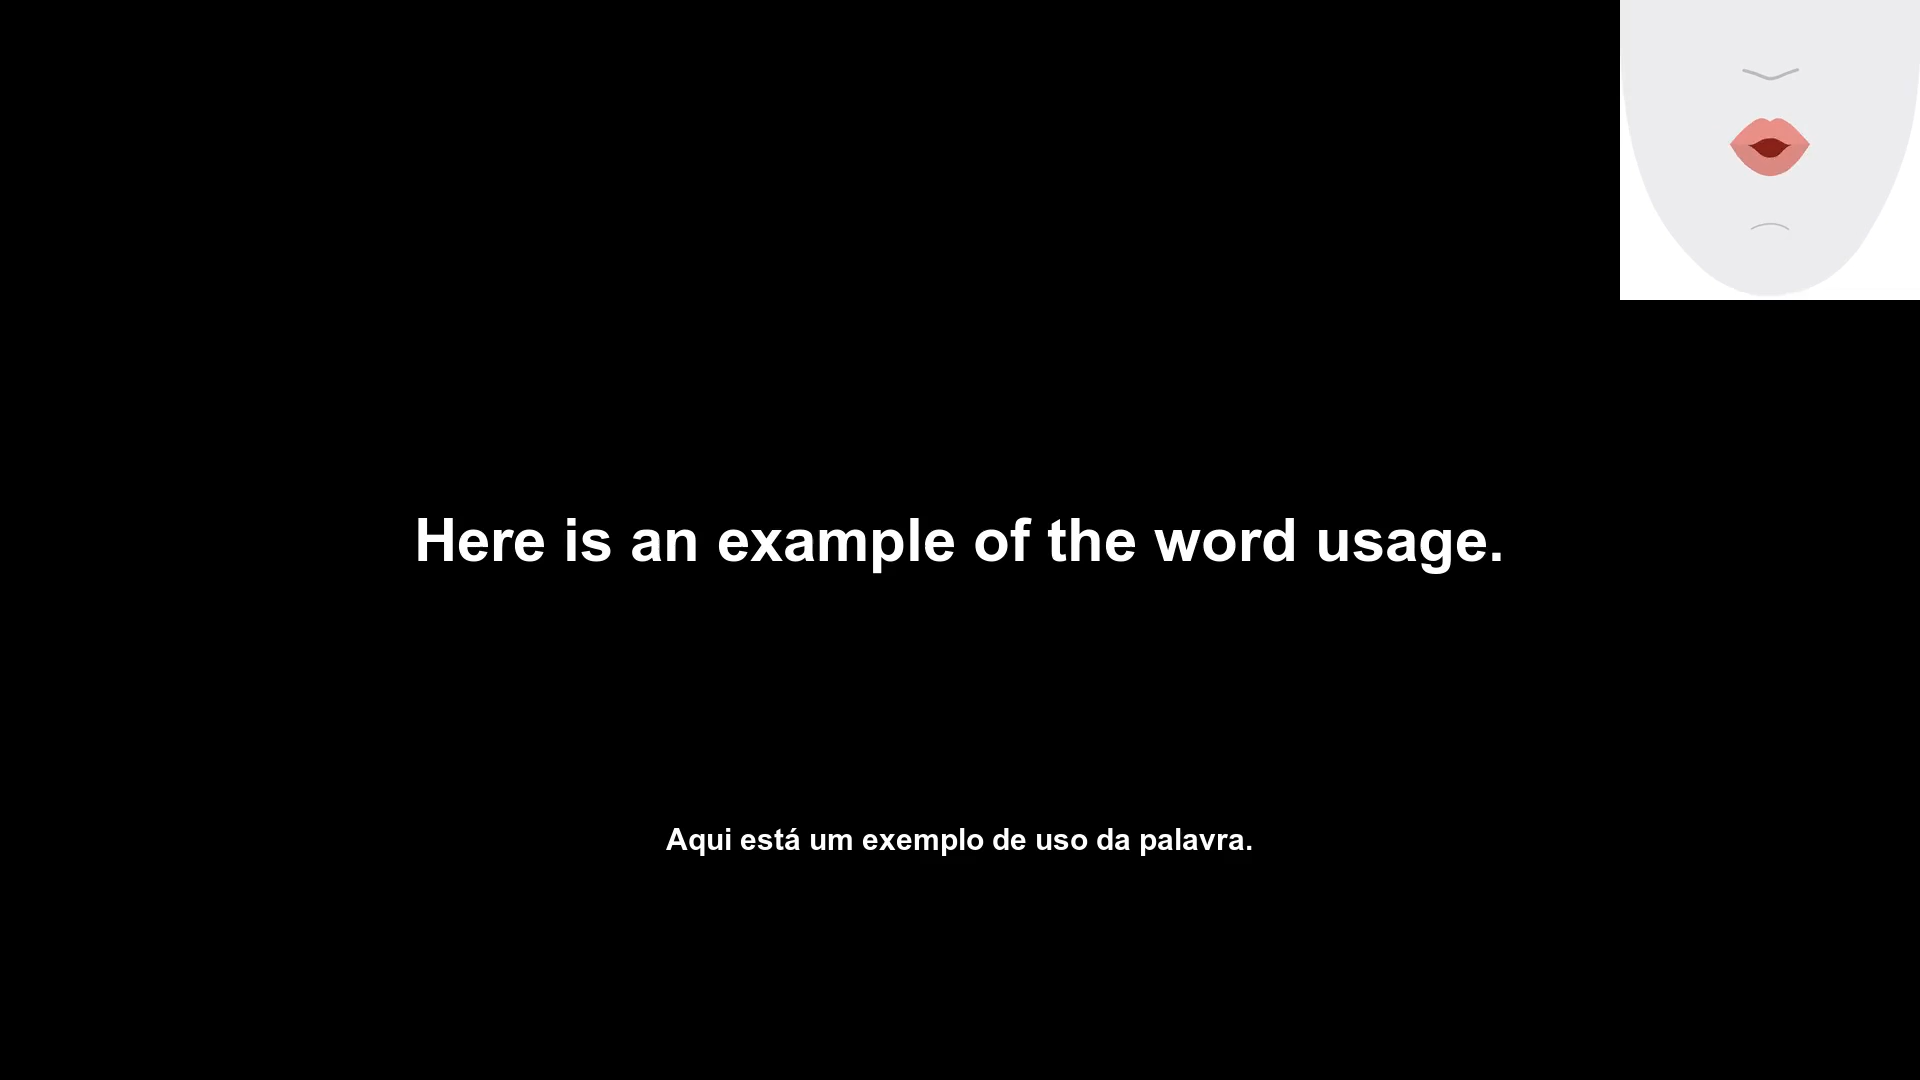 Here is an example of the word usage.
Aqui está um exemplo de uso da palavra.